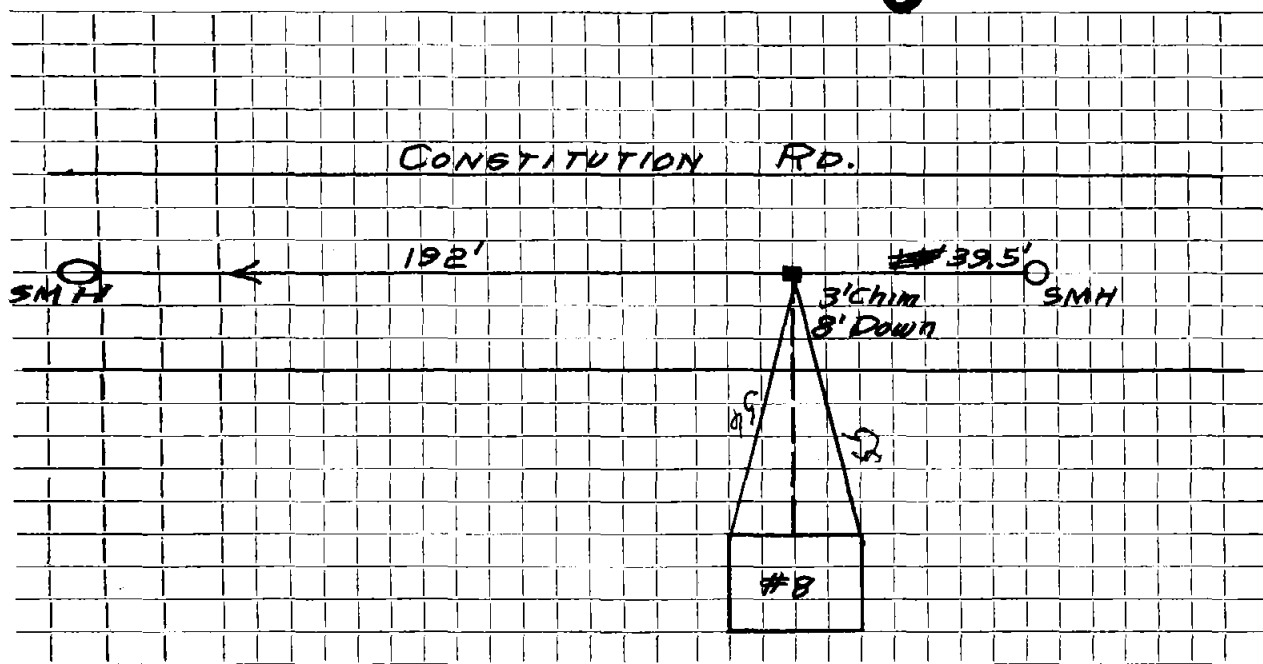 CONSTITUTION RD.
192'
39.5'
SMH
SMH
3'Chim
8' Down
#8